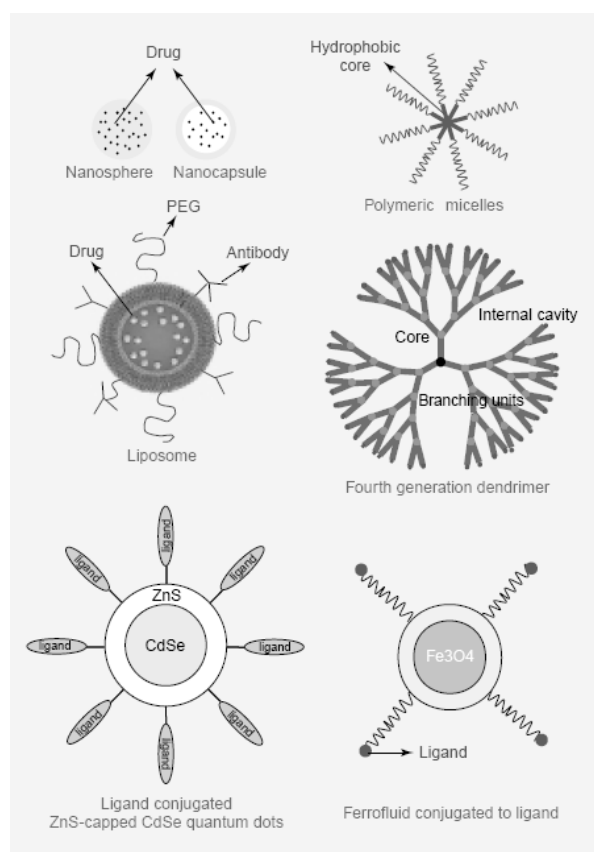 Drug
Nanosphere
Nanocapsule
Hydrophobic
core
Polymeric micelles
PEG
Drug
Antibody
Liposome
Internal cavity
Core
Branching units
Fourth generation dendrimer
ligand
ligand
ligand
ZnS
CdSe
ligand
ligand
ligand
ligand
ligand
Ligand conjugated
ZnS-capped CdSe quantum dots
Fe3O4
Ligand
Ferrofluid conjugated to ligand